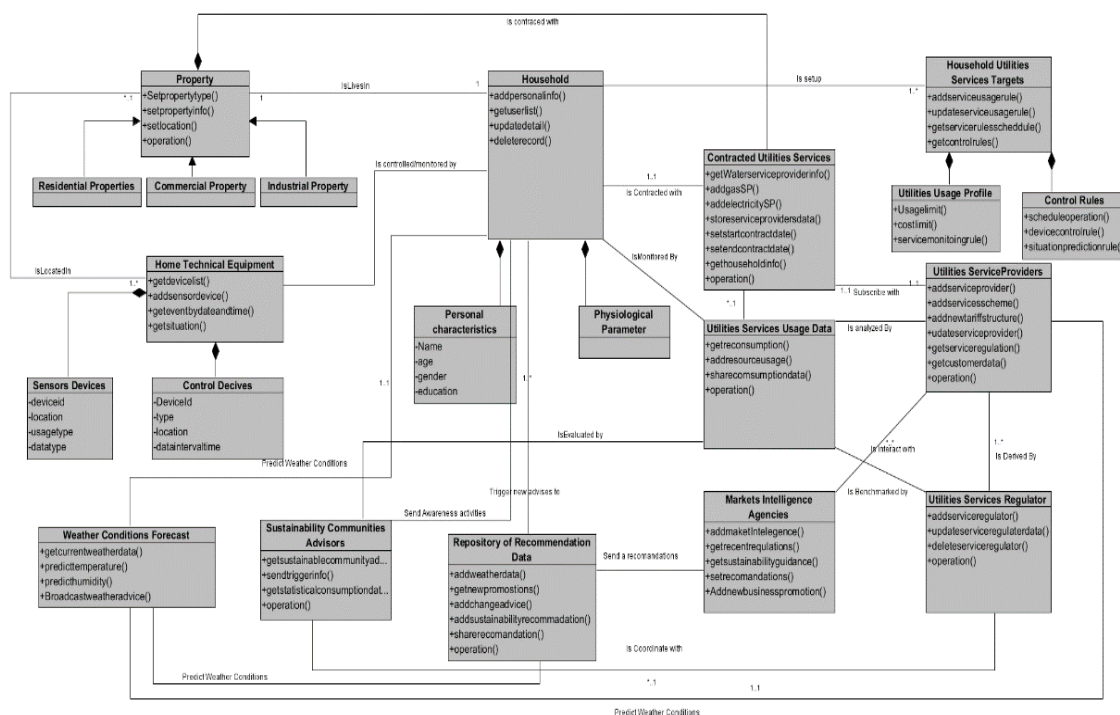 Is contraced with
Property
+Setpropertytype()
+setpropertyinfo()
+setlocation()
+operation()
*..1
1
IsLivesIn
1
Household
+addpersonalinfo()
+getuserlist()
+updatedetail()
+deleterecord()
Is setup
1..*
Household Utilities
Services Targets
+addserviceusagerule()
+updateserviceusagerule()
+getservicerulesscheddule()
+getcontrolrules()
Residential Properties
Commercial Property
Industrial Property
Is controlled/monitored by
1..1
Is Contracted with
Contracted Utilities Services
+getWaterserviceproviderinfo()
+addgasSP()
+addelectricitySP()
+storeserviceprovidersdata()
+setstartcontractdate()
+setendcontractdate()
+gethouseholdinfo()
+operation()
Utilities Usage Profile
+Usagelimit()
+costlimit()
+servicemonitoingrule()
Control Rules
+scheduleoperation()
+devicecontrolrule()
+situationpredictionrule()
IsLocatedIn
1..*
Home Technical Equipment
+getdevicelist()
+addsensordevice()
+geteventbydateandtime()
+getsituation()
IsMonitored By
1..1
Subscribe with
1..1
Utilities ServiceProviders
+addserviceprovider()
+addservicesscheme()
+addnewtariffstructure()
+udateserviceprovider()
+getserviceregulation()
+getcustomerdata()
+operation()
*..1
Is analyzed By
Personal
characteristics
-Name
-age
-gender
-education
Physiological
Parameter
Utilities Services Usage Data
+getreconsumption()
+addresourceusage()
+sharecomsumptiondata()
+operation()
Sensors Devices
-deviceid
-location
-usagetype
-datatype
Control Decives
-DeviceId
-type
-location
-dataintervaltime
1..1
1..*
IsEvaluated by
*..*
Is Interact with
1..*
Is Derived By
Predict Weather Conditions
Trigger new advises to
Is Benchmarked by
Weather Conditions Forecast
+getcurrentweatherdata()
+predicttemperature()
+predicthumidity()
+Broadcastweatheradvice()
Send Awareness activities
Sustainability Communities
Advisors
+getsustainablecommunityad...
+sendtriggerinfo()
+getstatisticalconsumptiondat...
+operation()
Repository of Recommendation
Data
+addweatherdata()
+getnewpromostions()
+addchangeadvice()
+addsustainabilityrecommadation()
+sharerecomandation()
+operation()
Send a recomandations
Markets Intelligence
Agencies
+addmaketIntelegence()
+getrecentrequlations()
+getsustainabilityguidance()
+setrecomandations()
+Addnewbusinesspromotion()
Utilities Services Regulator
+addserviceregulator()
+updateserviceregulaterdata()
+deleteserviceregulator()
+operation()
Is Coordinate with
Predict Weather Conditions
*..1
1..1
Predict Weather Conditions